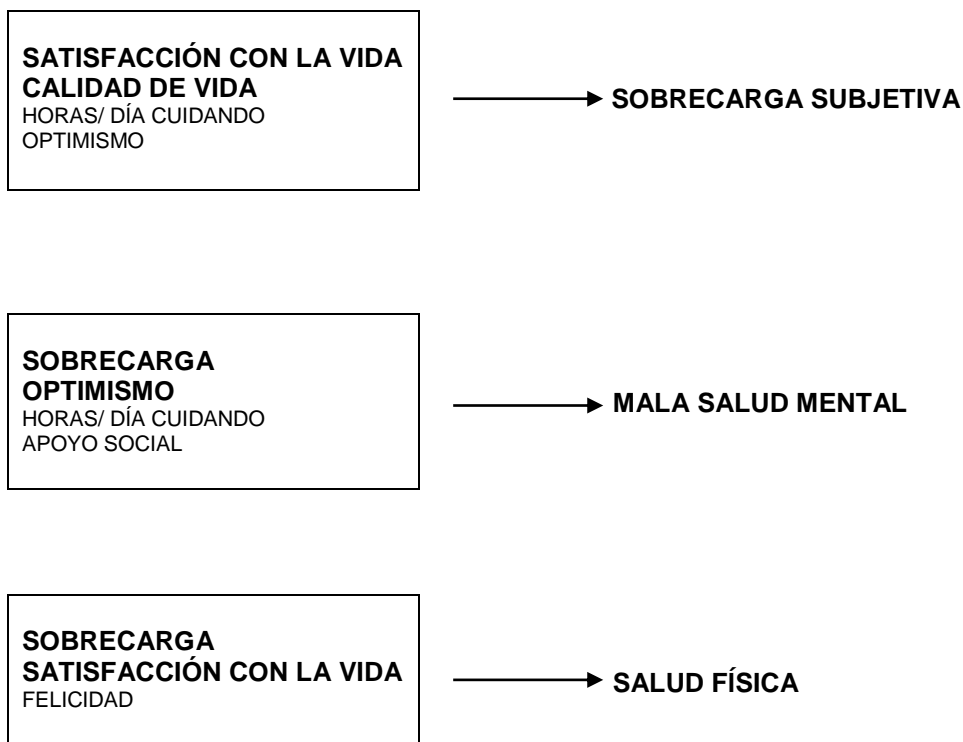 SATISFACCIÓN CON LA VIDA
CALIDAD DE VIDA
HORAS/ DÍA CUIDANDO
OPTIMISMO
SOBRECARGA SUBJETIVA
SOBRECARGA
OPTIMISMO
HORAS/ DÍA CUIDANDO
APOYO SOCIAL
MALA SALUD MENTAL
SOBRECARGA
SATISFACCIÓN CON LA VIDA
FELICIDAD
SALUD FÍSICA